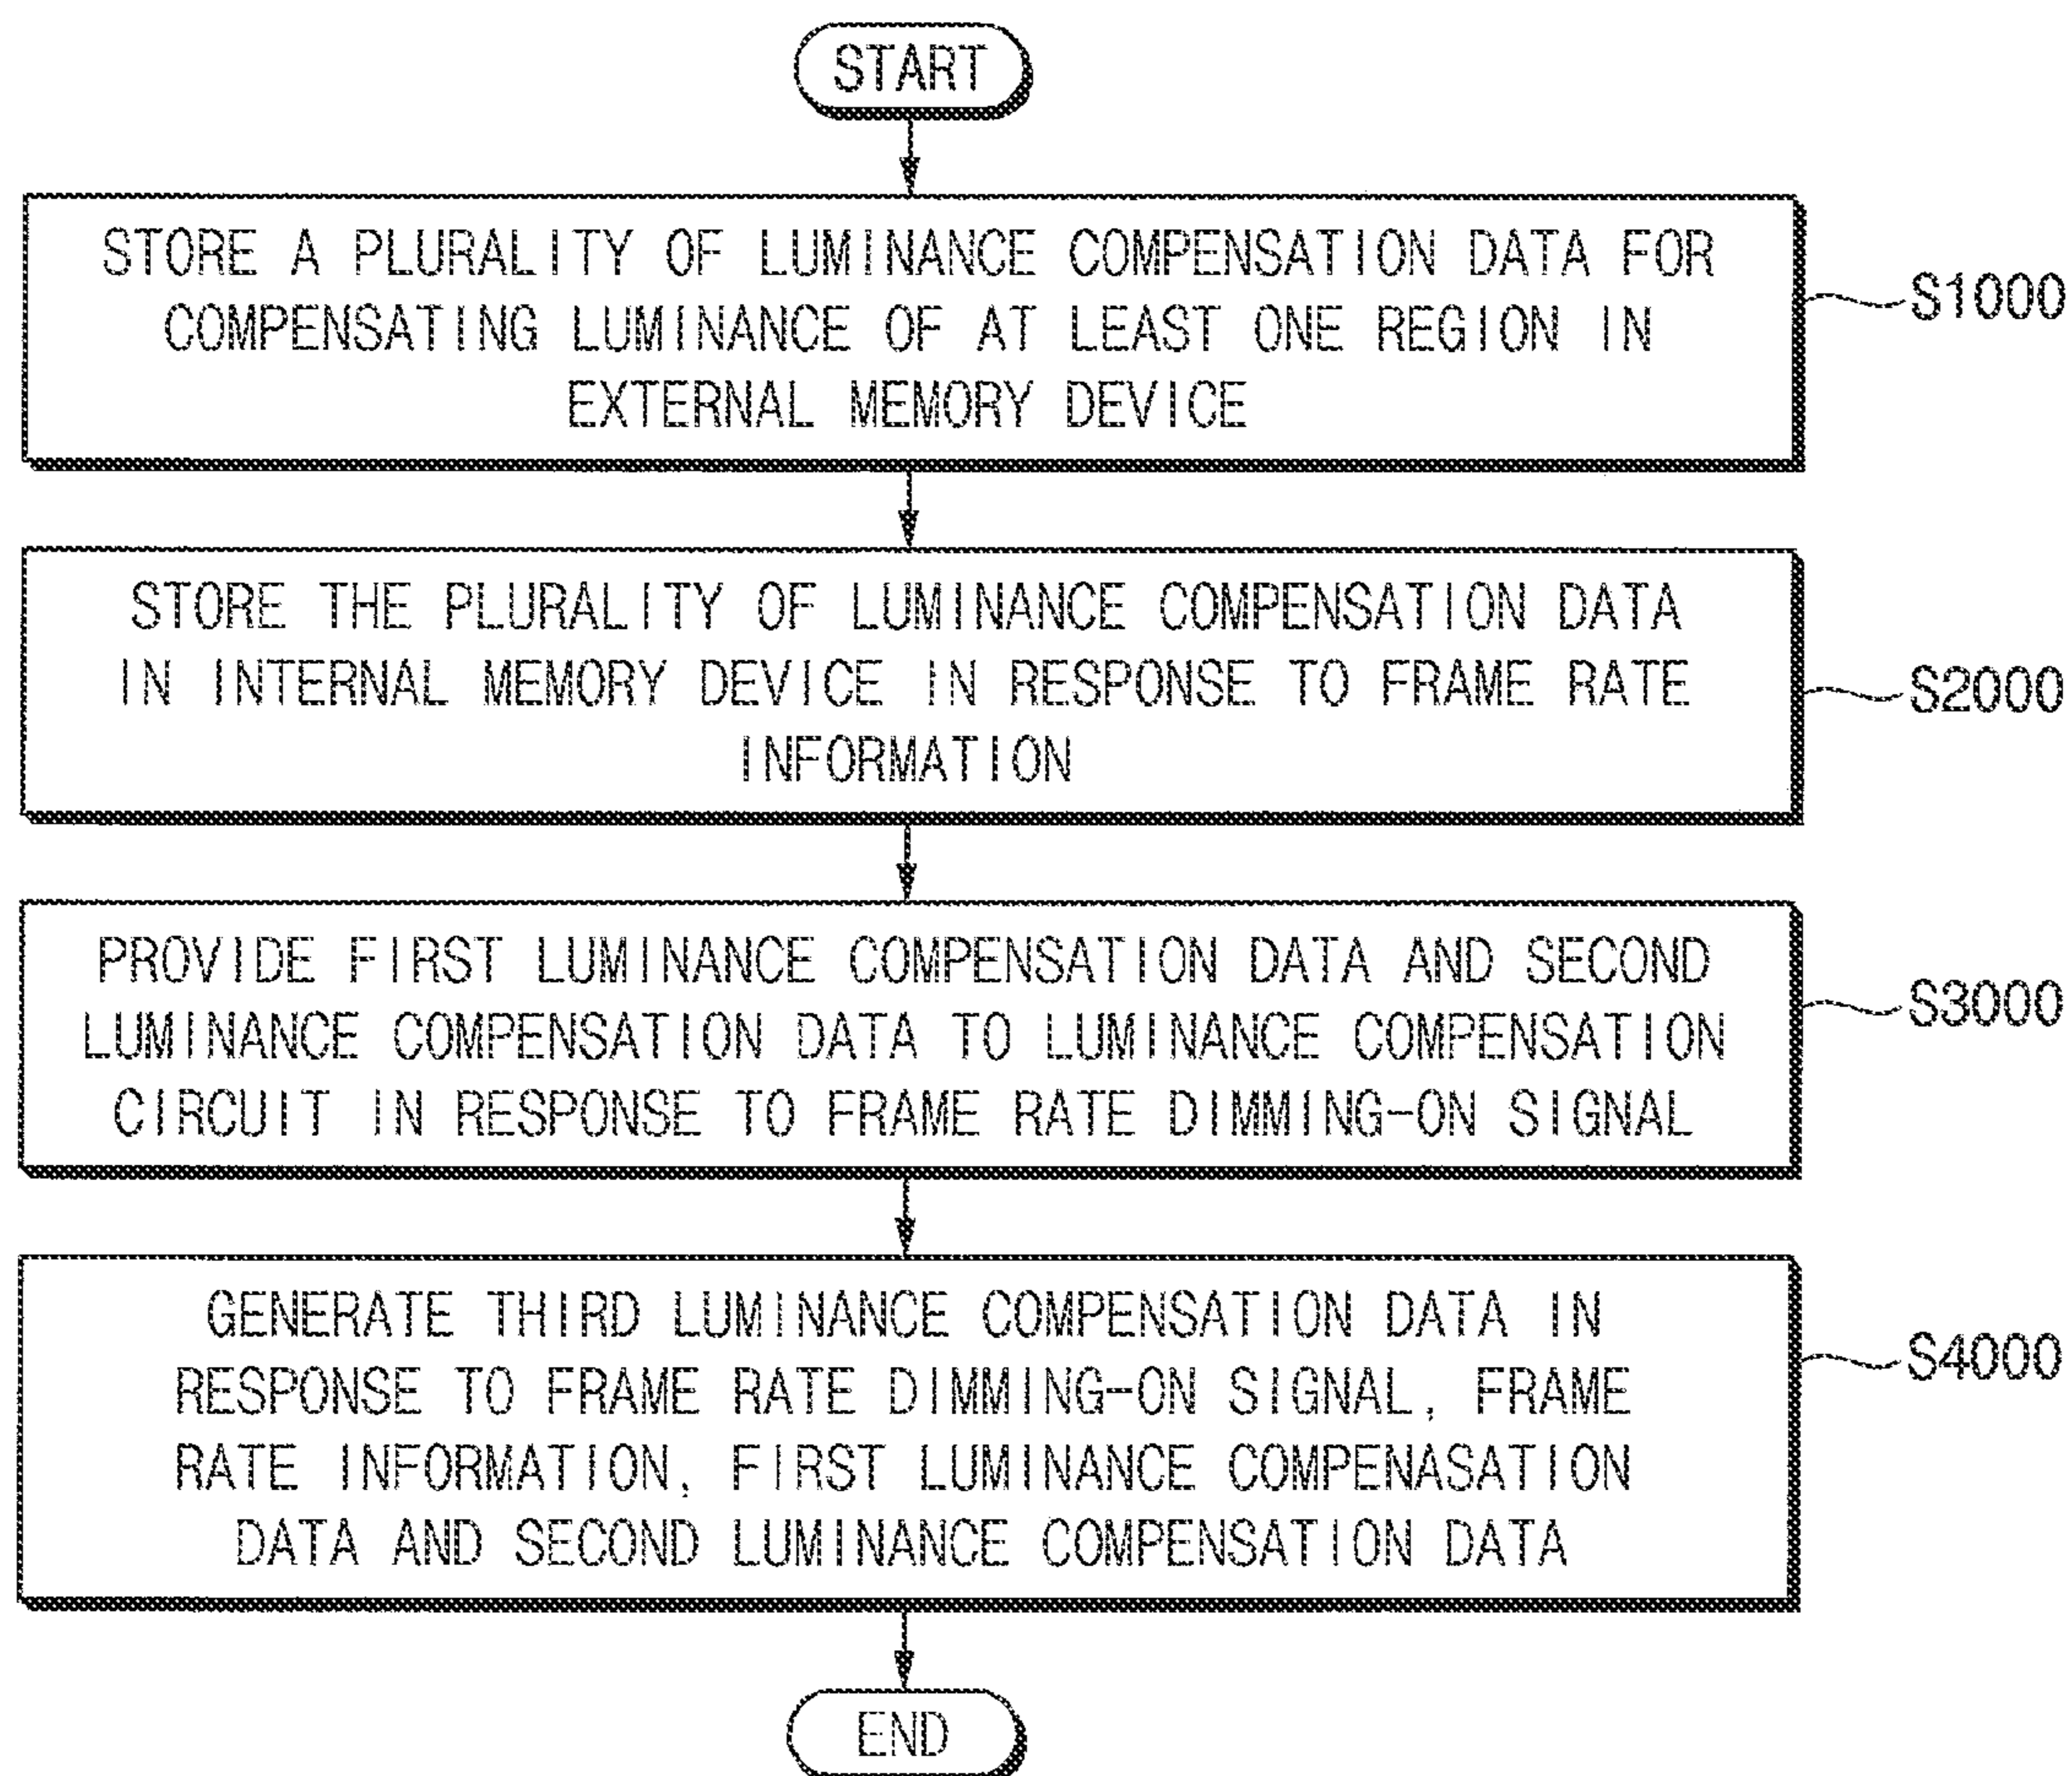 START
STORE A PLURALITY OF LUMINANCE COMPENSATION DATA FOR
COMPENSATING LUMINANCE OF AT LEAST ONE REGION IN
EXTERNAL MEMORY DEVICE
S1000
STORE THE PLURALITY OF LUMINANCE COMPENSATION DATA
IN INTERNAL MEMORY DEVICE IN RESPONSE TO FRAME RATE
INFORMATION
S2000
PROVIDE FIRST LUMINANCE COMPENSATION DATA AND SECOND
LUMINANCE COMPENSATION DATA TO LUMINANCE COMPENSATION
CIRCUIT IN RESPONSE TO FRAME RATE DIMMING-ON SIGNAL
S3000
GENERATE THIRD LUMINANCE COMPENSATION DATA IN
RESPONSE TO FRAME RATE DIMMING-ON SIGNAL, FRAME
RATE INFORMATION, FIRST LUMINANCE COMPENASATION
DATA AND SECOND LUMINANCE COMPENSATION DATA
S4000
END